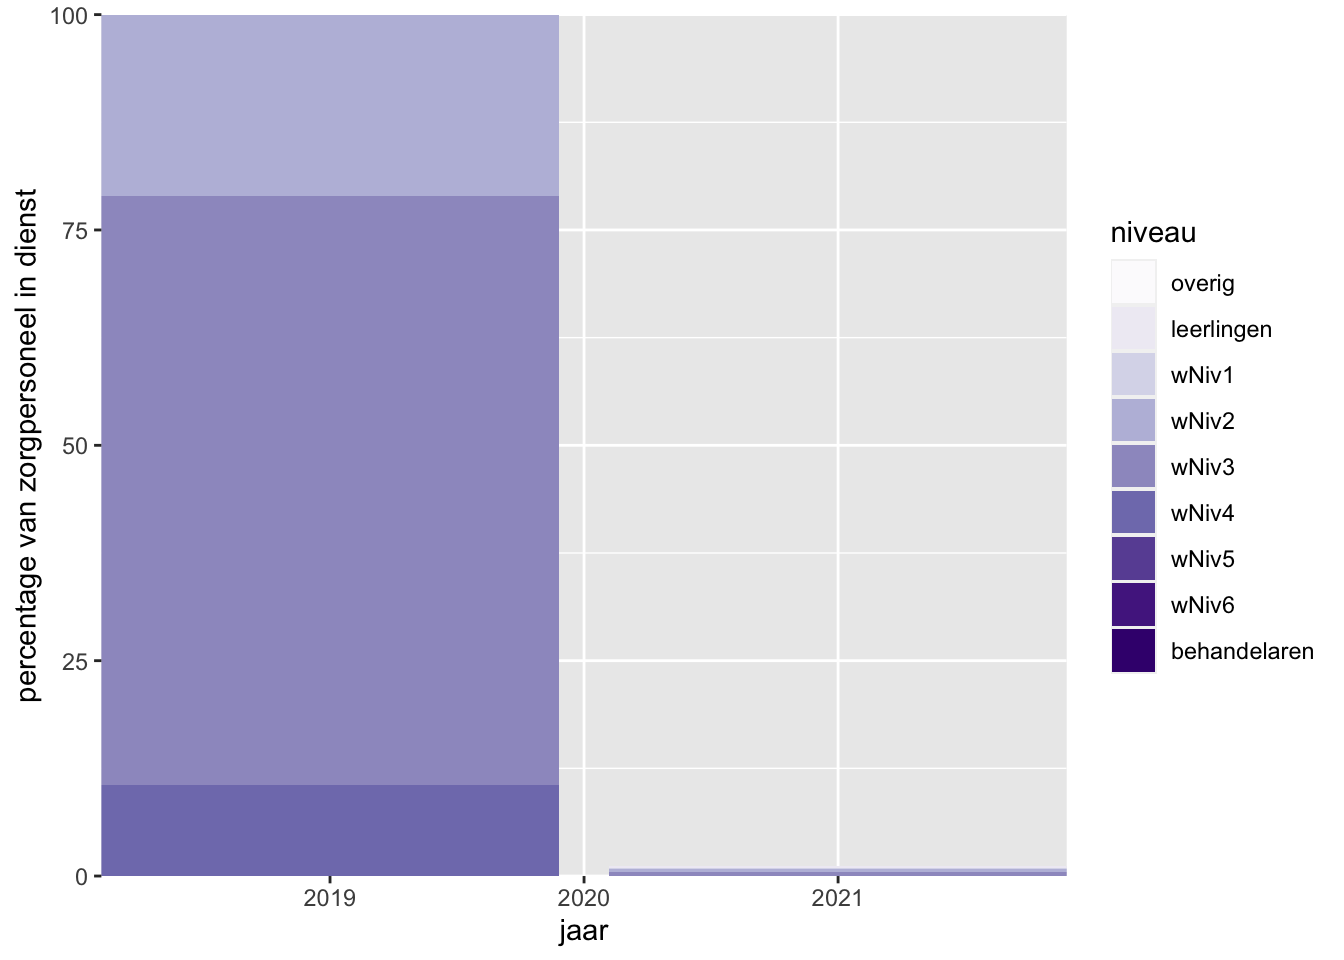 percentage van zorgpersoneel in dienst
100
75
50
25
0
2019
2020
2021
jaar
niveau
overig
leerlingen
wNiv1
wNiv2
wNiv3
wNiv4
wNiv5
wNiv6
behandelaren